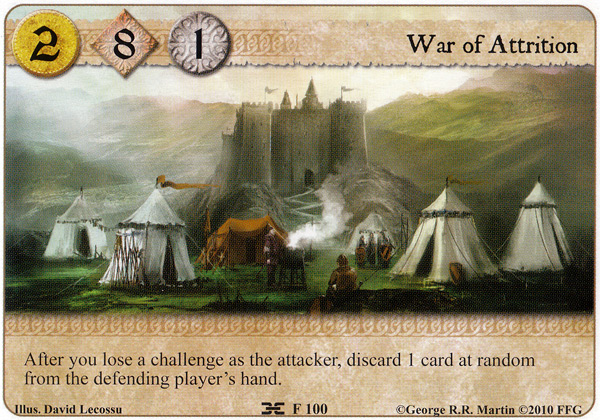 2 8 1 War of Attrition
After you lose a challenge as the attacker, discard 1 card at random
from the defending player's hand.
Illus. David Lecossu F 100 ©George R.R. Martin ©2010 FFG